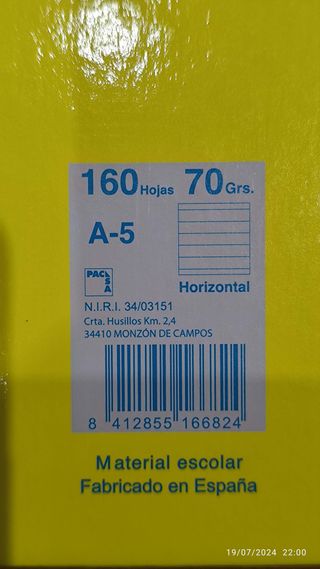 160 Hojas 70 Grs.
A-5
Horizontal
PACSA
N.I.R.I. 34/03151
Crta. Husillos Km. 2,4
34410 MONZÓN DE CAMPOS
8 412855 166824
Material escolar
Fabricado en España
19/07/2024 22:00